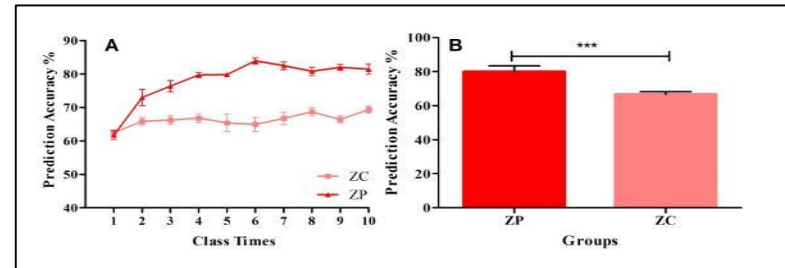 A
Prediction Accuracy %
90
80
70
60
50
40
ZC
ZP
1 2 3 4 5 6 7 8 9 10
Class Times
B
***
Prediction Accuracy %
100
80
60
40
20
0
ZP ZC
Groups